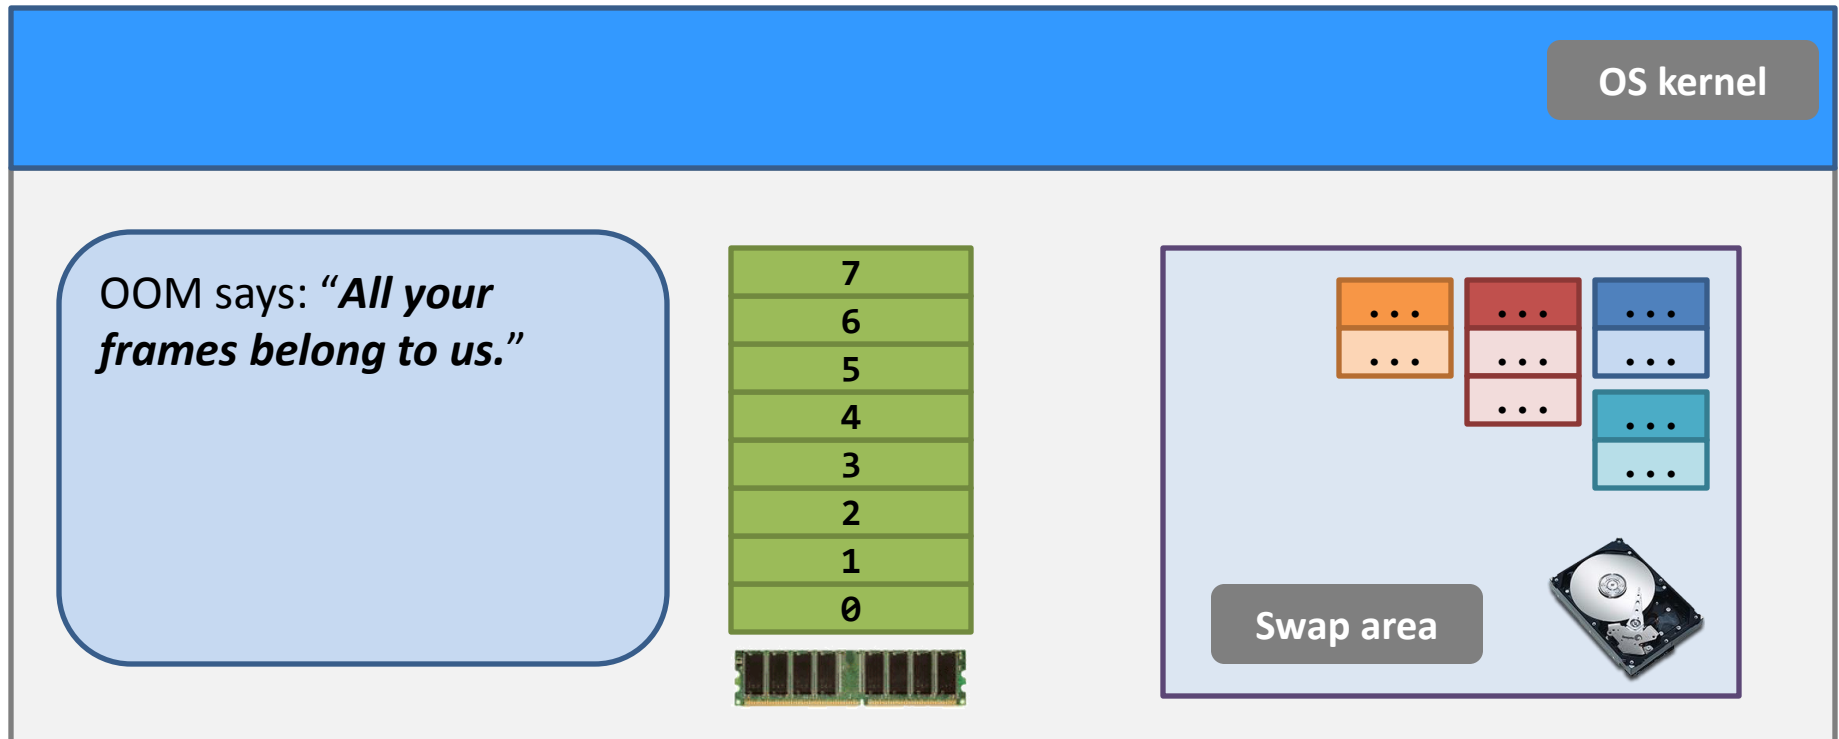 OS kernel
OOM says: “All your
frames belong to us.”
7
6
5
4
3
2
1
0
... ... ...
... ... ...
...
...
...
Swap area